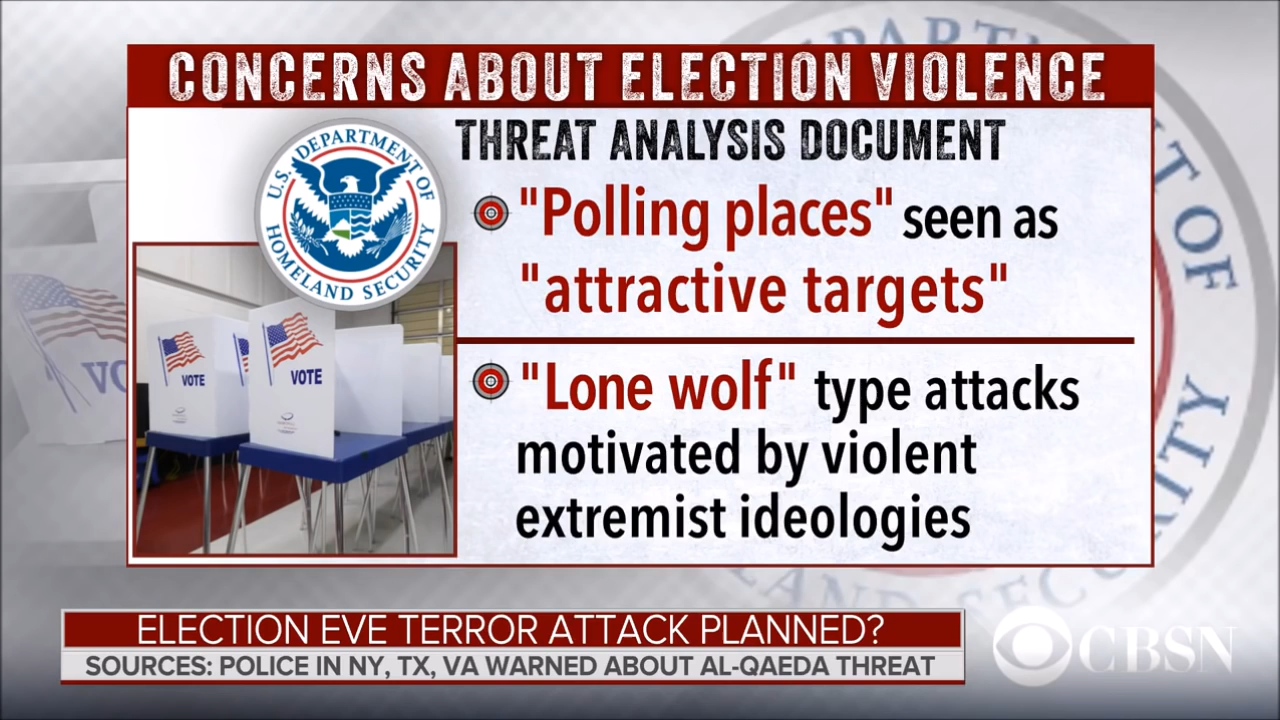 CONCERNS ABOUT ELECTION VIOLENCE
THREAT ANALYSIS DOCUMENT
U.S. DEPARTMENT OF
HOMELAND SECURITY
"Polling places" seen as
"attractive targets"
"Lone wolf" type attacks
motivated by violent
extremist ideologies
VOTE
VOTE
ELECTION EVE TERROR ATTACK PLANNED?
SOURCES: POLICE IN NY, TX, VA WARNED ABOUT AL-QAEDA THREAT
CBSN